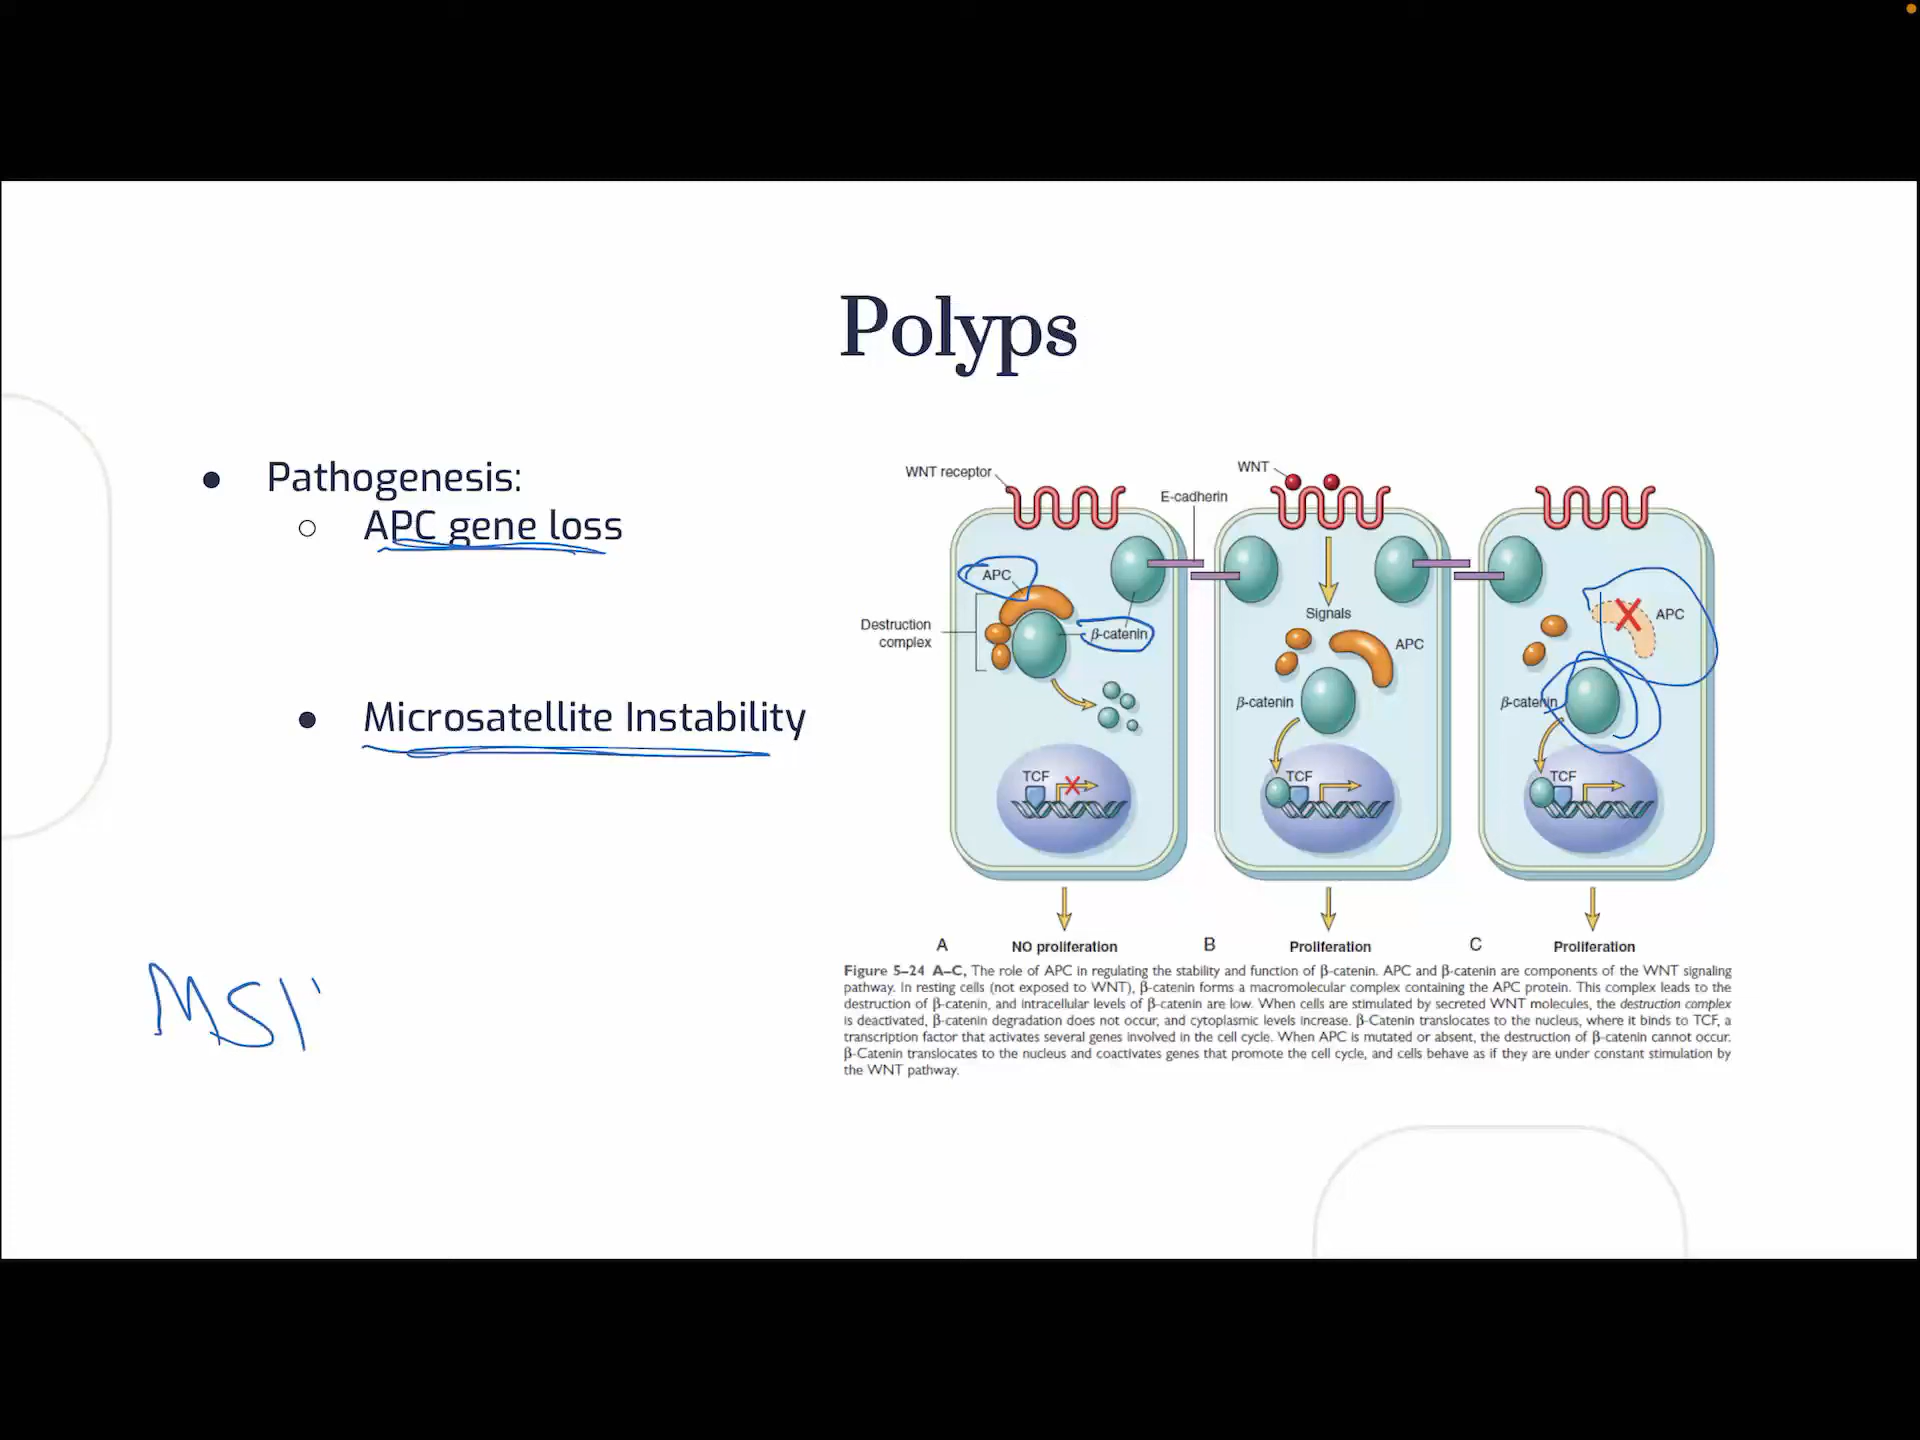 Polyps
Pathogenesis:
APC gene loss
Microsatellite Instability
MSI
WNT receptor
APC
Destruction
complex
β-catenin
E-cadherin
TCF
NO proliferation
A
WNT
Signals
APC
β-catenin
TCF
Proliferation
B
APC
β-catenin
TCF
Proliferation
C
Figure 5–24 A–C, The role of APC in regulating the stability and function of β-catenin. APC and β-catenin are components of the WNT signaling
pathway. In resting cells (not exposed to WNT), β-catenin forms a macromolecular complex containing the APC protein. This complex leads to the
destruction of β-catenin, and intracellular levels of β-catenin are low. When cells are stimulated by secreted WNT molecules, the destruction complex
is deactivated, β-catenin degradation does not occur, and cytoplasmic levels increase. β-Catenin translocates to the nucleus, where it binds to TCF, a
transcription factor that activates several genes involved in the cell cycle. When APC is mutated or absent, the destruction of β-catenin cannot occur.
β-Catenin translocates to the nucleus and coactivates genes that promote the cell cycle, and cells behave as if they are under constant stimulation by
the WNT pathway.